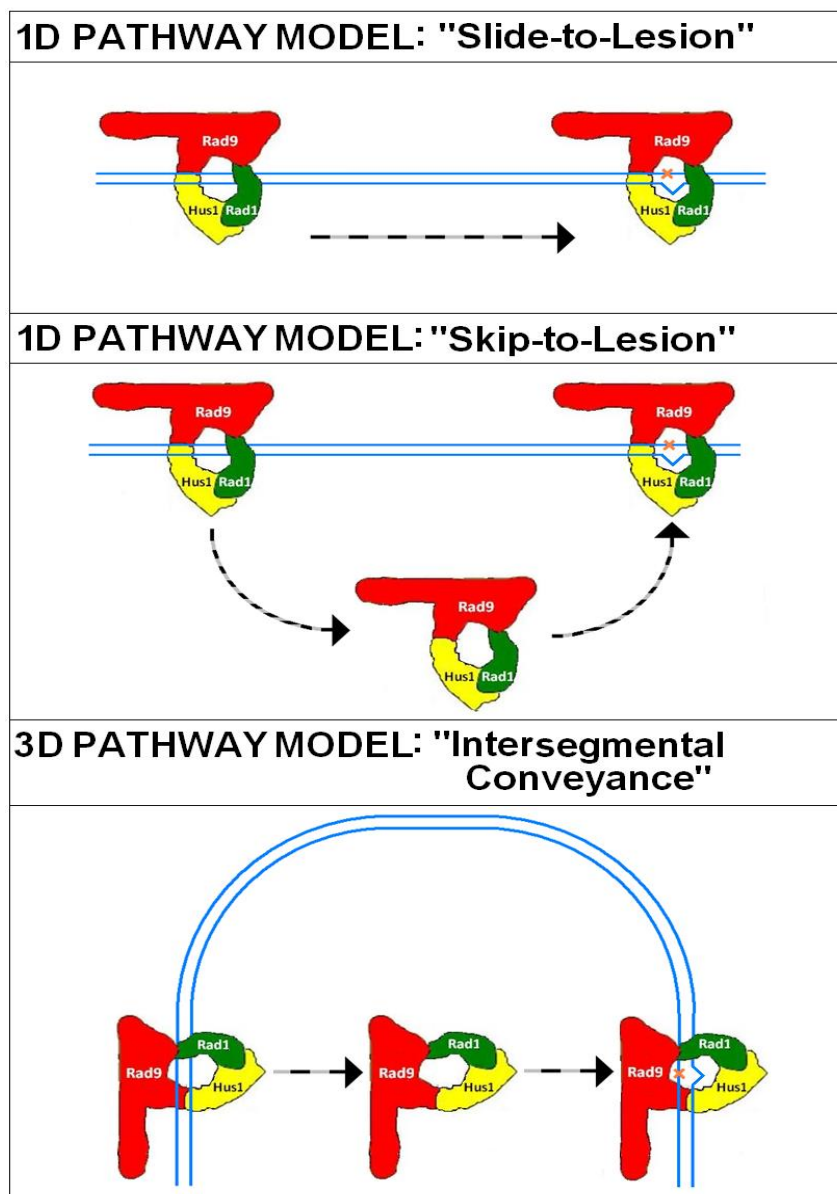 1D PATHWAY MODEL: "Slide-to-Lesion"
Rad9 Rad9
Hus1 Rad1 Hus1 Rad1
1D PATHWAY MODEL: "Skip-to-Lesion"
Rad9 Rad9
Hus1 Rad1 Hus1 Rad1
Rad9
Hus1 Rad1
3D PATHWAY MODEL: "Intersegmental
Conveyance"
Rad1 Rad1 Rad1
Rad9 Rad9 Rad9
Hus1 Hus1 Hus1